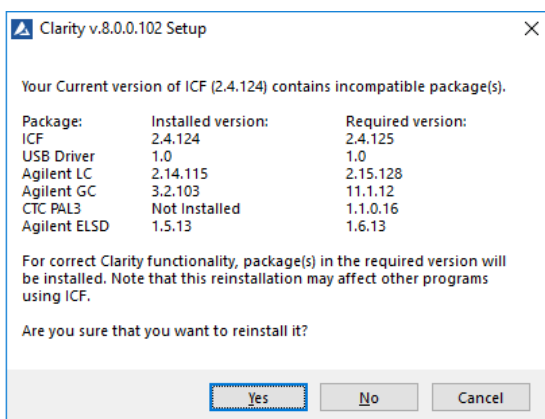 Clarity v.8.0.0.102 Setup
Your Current version of ICF (2.4.124) contains incompatible package(s).
Package: Installed version: Required version:
ICF 2.4.124 2.4.125
USB Driver 1.0 1.0
Agilent LC 2.14.115 2.15.128
Agilent GC 3.2.103 11.1.12
CTC PAL3 Not Installed 1.1.0.16
Agilent ELSD 1.5.13 1.6.13
For correct Clarity functionality, package(s) in the required version will
be installed. Note that this reinstallation may affect other programs
using ICF.
Are you sure that you want to reinstall it?
Yes No Cancel